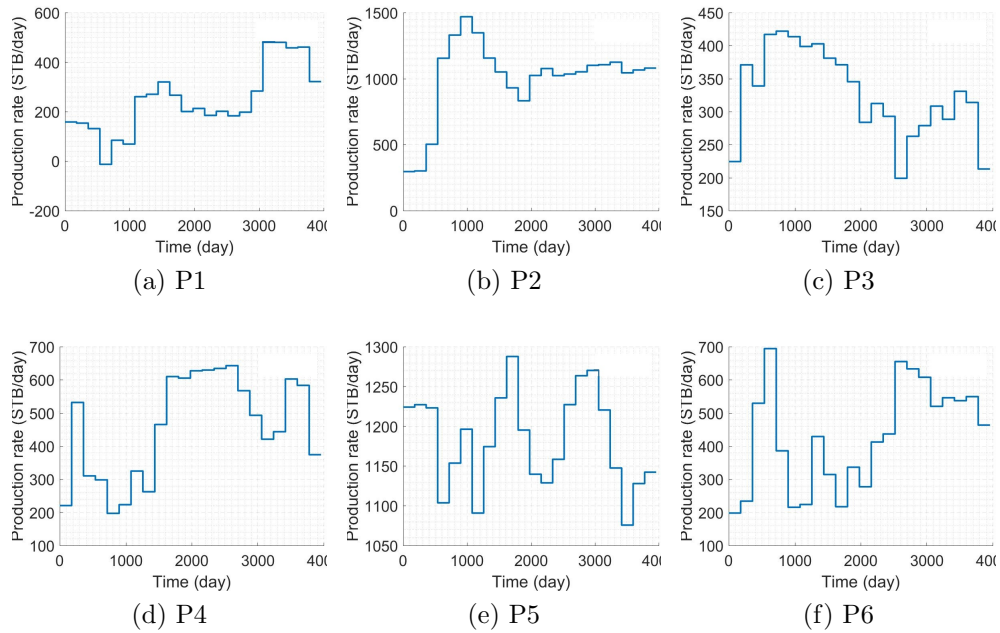 600
400
200
0
-200
Production rate (STB/day)
0 1000 2000 3000 400
Time (day)
(a) P1
1500
1000
500
0
Production rate (STB/day)
0 1000 2000 3000 400
Time (day)
(b) P2
450
400
350
300
250
200
150
Production rate (STB/day)
0 1000 2000 3000 400
Time (day)
(c) P3
700
600
500
400
300
200
100
Production rate (STB/day)
0 1000 2000 3000 400
Time (day)
(d) P4
1300
1250
1200
1150
1100
1050
Production rate (STB/day)
0 1000 2000 3000 400
Time (day)
(e) P5
700
600
500
400
300
200
100
Production rate (STB/day)
0 1000 2000 3000 400
Time (day)
(f) P6